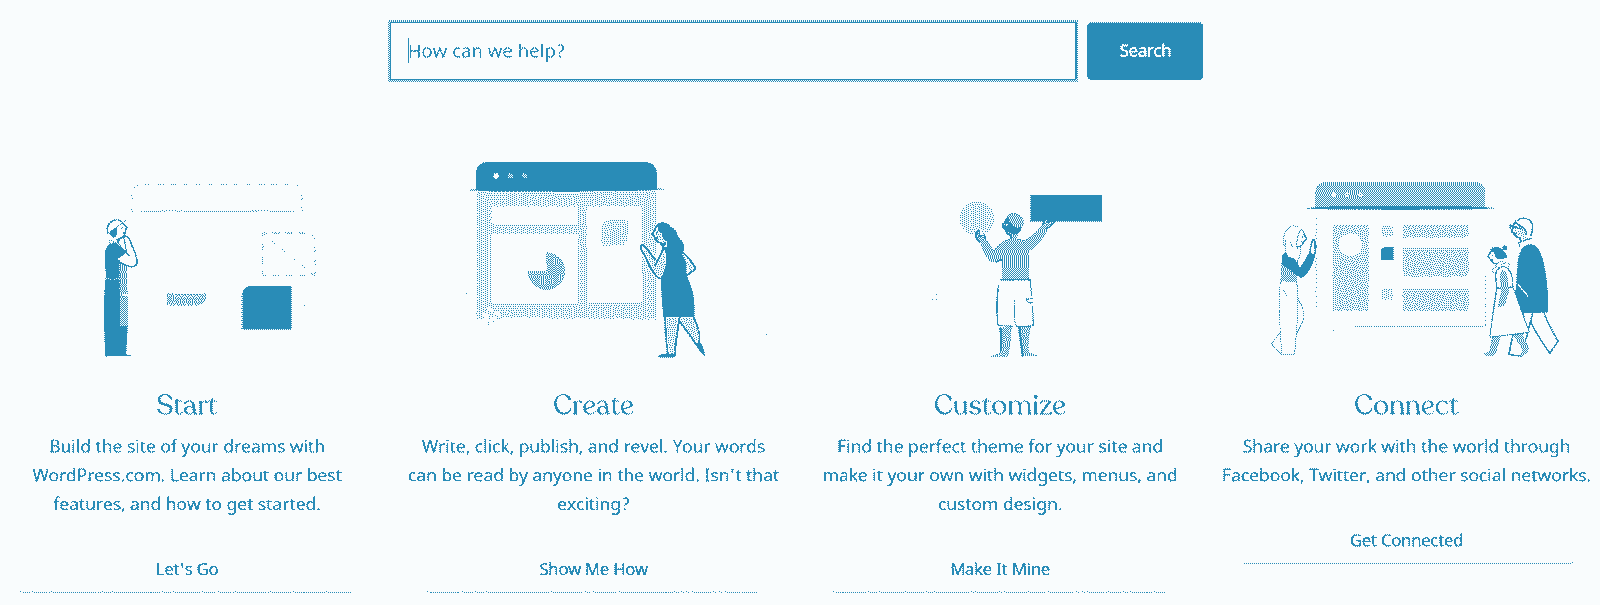 How can we help?
Search
Start
Build the site of your dreams with
WordPress.com. Learn about our best
features, and how to get started.
Let's Go
Create
Write, click, publish, and revel. Your words
can be read by anyone in the world. Isn't that
exciting?
Show Me How
Customize
Find the perfect theme for your site and
make it your own with widgets, menus, and
custom design.
Make It Mine
Connect
Share your work with the world through
Facebook, Twitter, and other social networks.
Get Connected